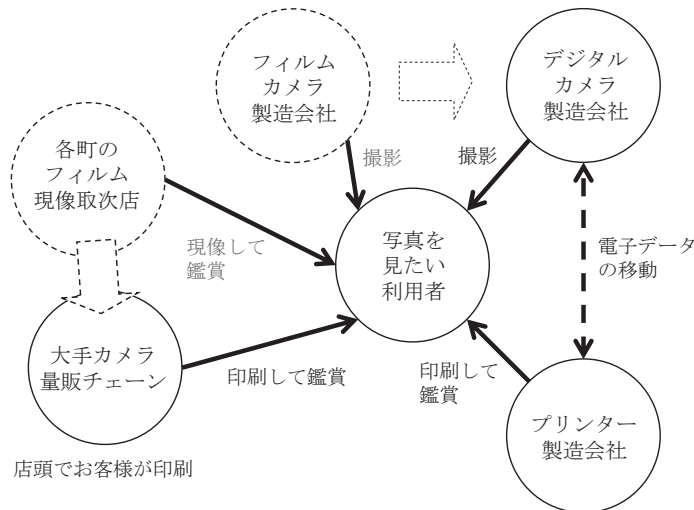 フィルム
カメラ
製造会社
デジタル
カメラ
製造会社
各町の
フィルム
現像取次店
撮影
撮影
現像して
鑑賞
写真を
見たい
利用者
電子データ
の移動
大手カメラ
量販チェーン
印刷して鑑賞
印刷して
鑑賞
プリンター
製造会社
店頭でお客様が印刷